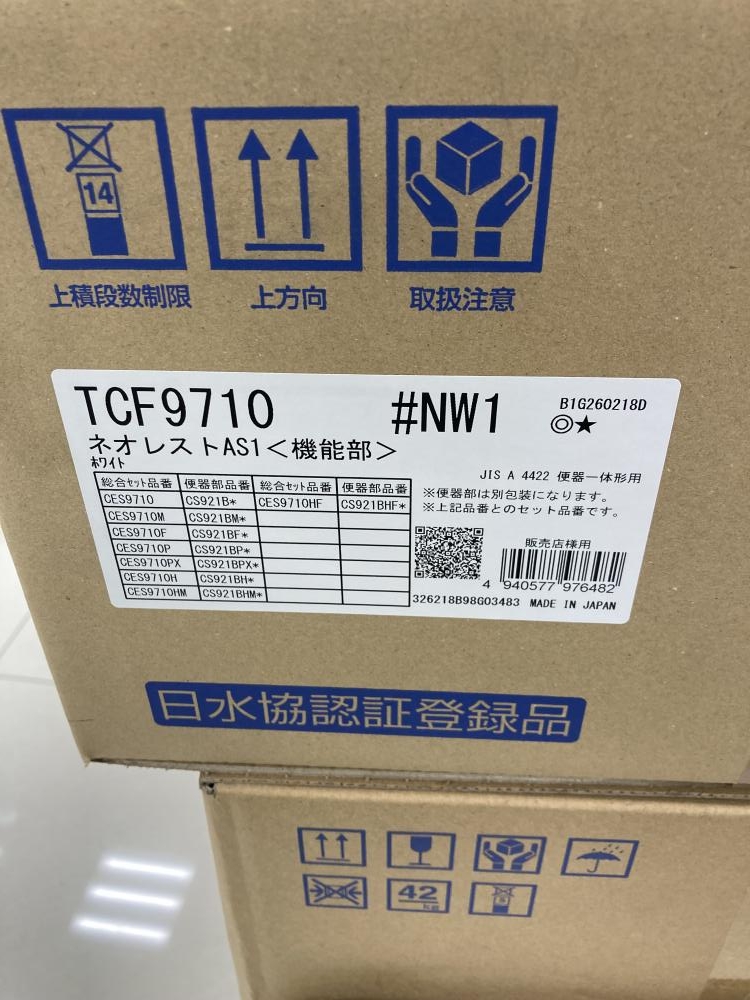 14
上積段数制限
上方向
取扱注意
TCF9710 #NW1 B1G260218D
◎★
ネオレストAS1<機能部>
ホワイト
JIS A 4422 便器一体形用
※便器部は別包装になります。
※上記品番とのセット品番です。
総合セット品番 便器部品番 総合セット品番 便器部品番
CES9710 CS921B* CES9710HF CS921BHF*
CES9710M CS921BM*
CES9710F CS921BF*
CES9710P CS921BP*
CES9710PX CS921BPX*
CES9710H CS921BH*
CES9710HM CS921BHM*
販売店様用
4 940577 976482
326218B98G03483 MADE IN JAPAN
日水協認証登録品
42
kg